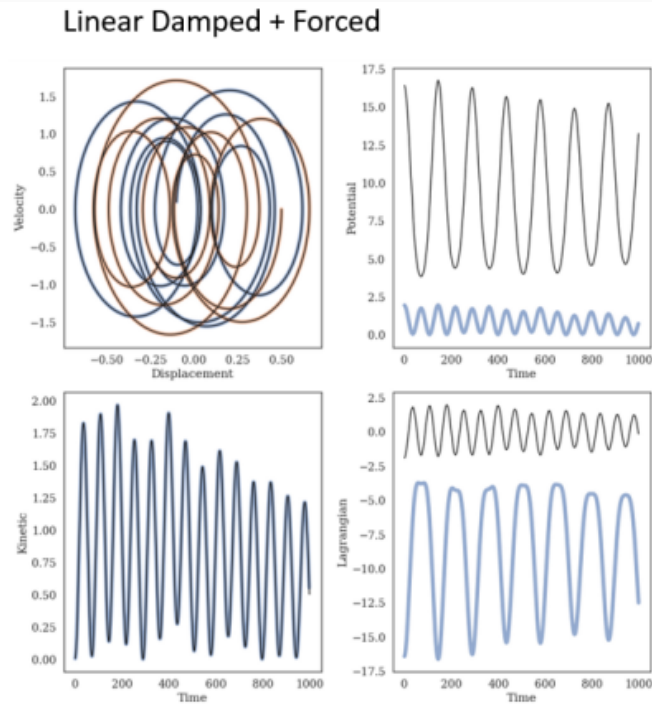 Linear Damped + Forced
1.5
1.0
0.5
0.0
−0.5
−1.0
−1.5
Velocity
−0.50 −0.25 0.00 0.25 0.50
Displacement
17.5
15.0
12.5
10.0
7.5
5.0
2.5
0.0
Potential
0 200 400 600 800 1000
Time
2.00
1.75
1.50
1.25
1.00
0.75
0.50
0.25
0.00
Kinetic
0 200 400 600 800 1000
Time
2.5
0.0
−2.5
−5.0
−7.5
−10.0
−12.5
−15.0
−17.5
Lagrangian
0 200 400 600 800 1000
Time